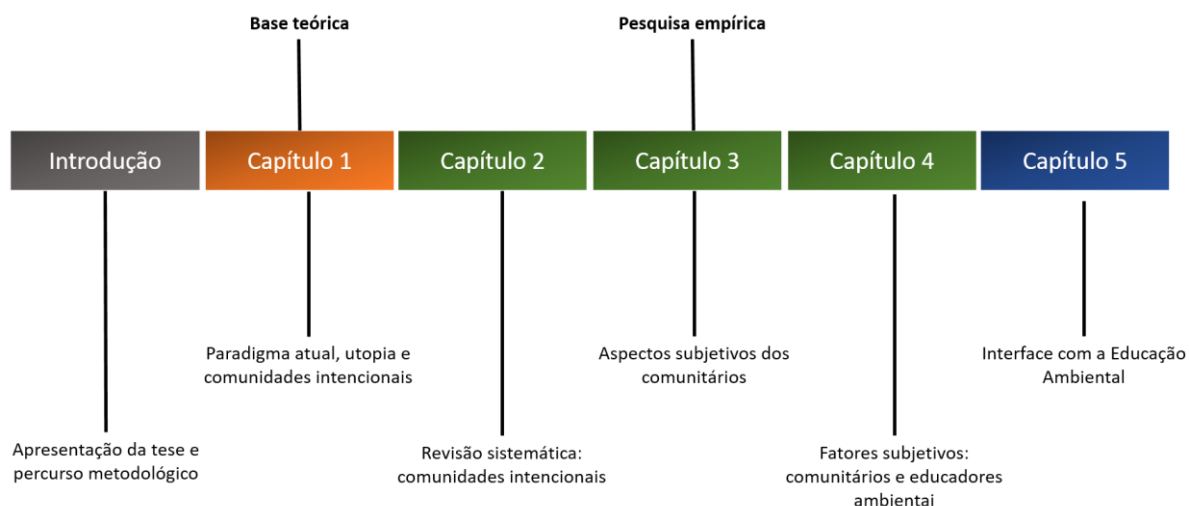 Base teórica
Pesquisa empírica
Introdução
Capítulo 1
Capítulo 2
Capítulo 3
Capítulo 4
Capítulo 5
Paradigma atual, utopia e
comunidades intencionais
Aspectos subjetivos dos
comunitários
Interface com a Educação
Ambiental
Apresentação da tese e
percurso metodológico
Revisão sistemática:
comunidades intencionais
Fatores subjetivos:
comunitários e educadores
ambientai